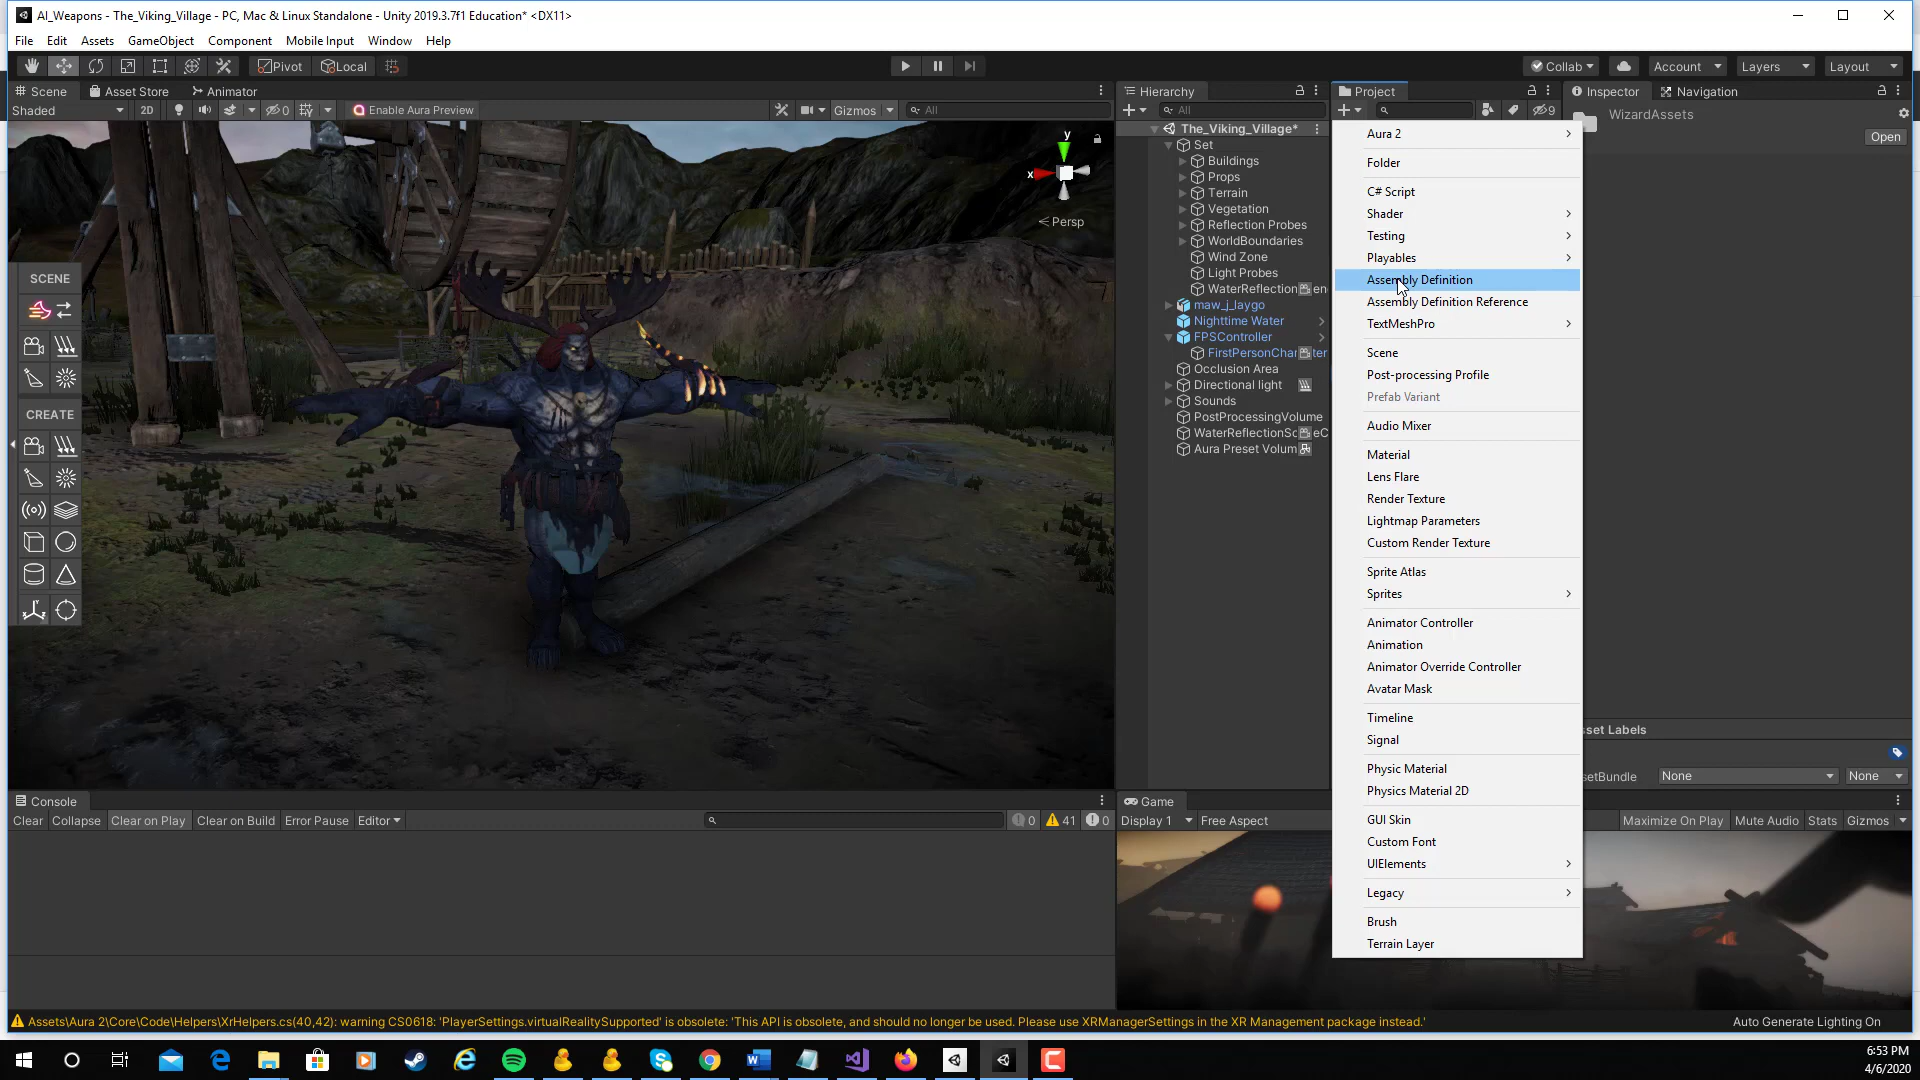 AI_Weapons - The_Viking_Village - PC, Mac & Linux Standalone - Unity 2019.3.7f1 Education* <DX11>
File Edit Assets GameObject Component Mobile Input Window Help
Pivot Local Collab Account Layers Layout
Scene Asset Store Animator
Shaded 2D 0 Enable Aura Preview Gizmos All
y
x
Persp
SCENE
CREATE
Hierarchy
All
The_Viking_Village*
Set
Buildings
Props
Terrain
Vegetation
Reflection Probes
WorldBoundaries
Wind Zone
Light Probes
WaterReflection
maw_j_laygo
Nighttime Water
FPSController
FirstPersonChar ter
Occlusion Area
Directional light
Sounds
PostProcessingVolume
WaterReflectionSc eC
Aura Preset Volum
Project
9
Aura 2
Folder
C# Script
Shader
Testing
Playables
Assembly Definition
Assembly Definition Reference
TextMeshPro
Scene
Post-processing Profile
Prefab Variant
Audio Mixer
Material
Lens Flare
Render Texture
Lightmap Parameters
Custom Render Texture
Sprite Atlas
Sprites
Animator Controller
Animation
Animator Override Controller
Avatar Mask
Timeline
Signal
Physic Material
Physics Material 2D
GUI Skin
Custom Font
UIElements
Legacy
Brush
Terrain Layer
Inspector Navigation
WizardAssets
Open
sset Labels
setBundle None None
Console
Clear Collapse Clear on Play Clear on Build Error Pause Editor 0 41 0
Game
Display 1 Free Aspect Maximize On Play Mute Audio Stats Gizmos
Assets\Aura 2\Core\Code\Helpers\XrHelpers.cs(40,42): warning CS0618: 'PlayerSettings.virtualRealitySupported' is obsolete: 'This API is obsolete, and should no longer be used. Please use XRManagerSettings in the XR Management package instead.'
Auto Generate Lighting On
6:53 PM
4/6/2020